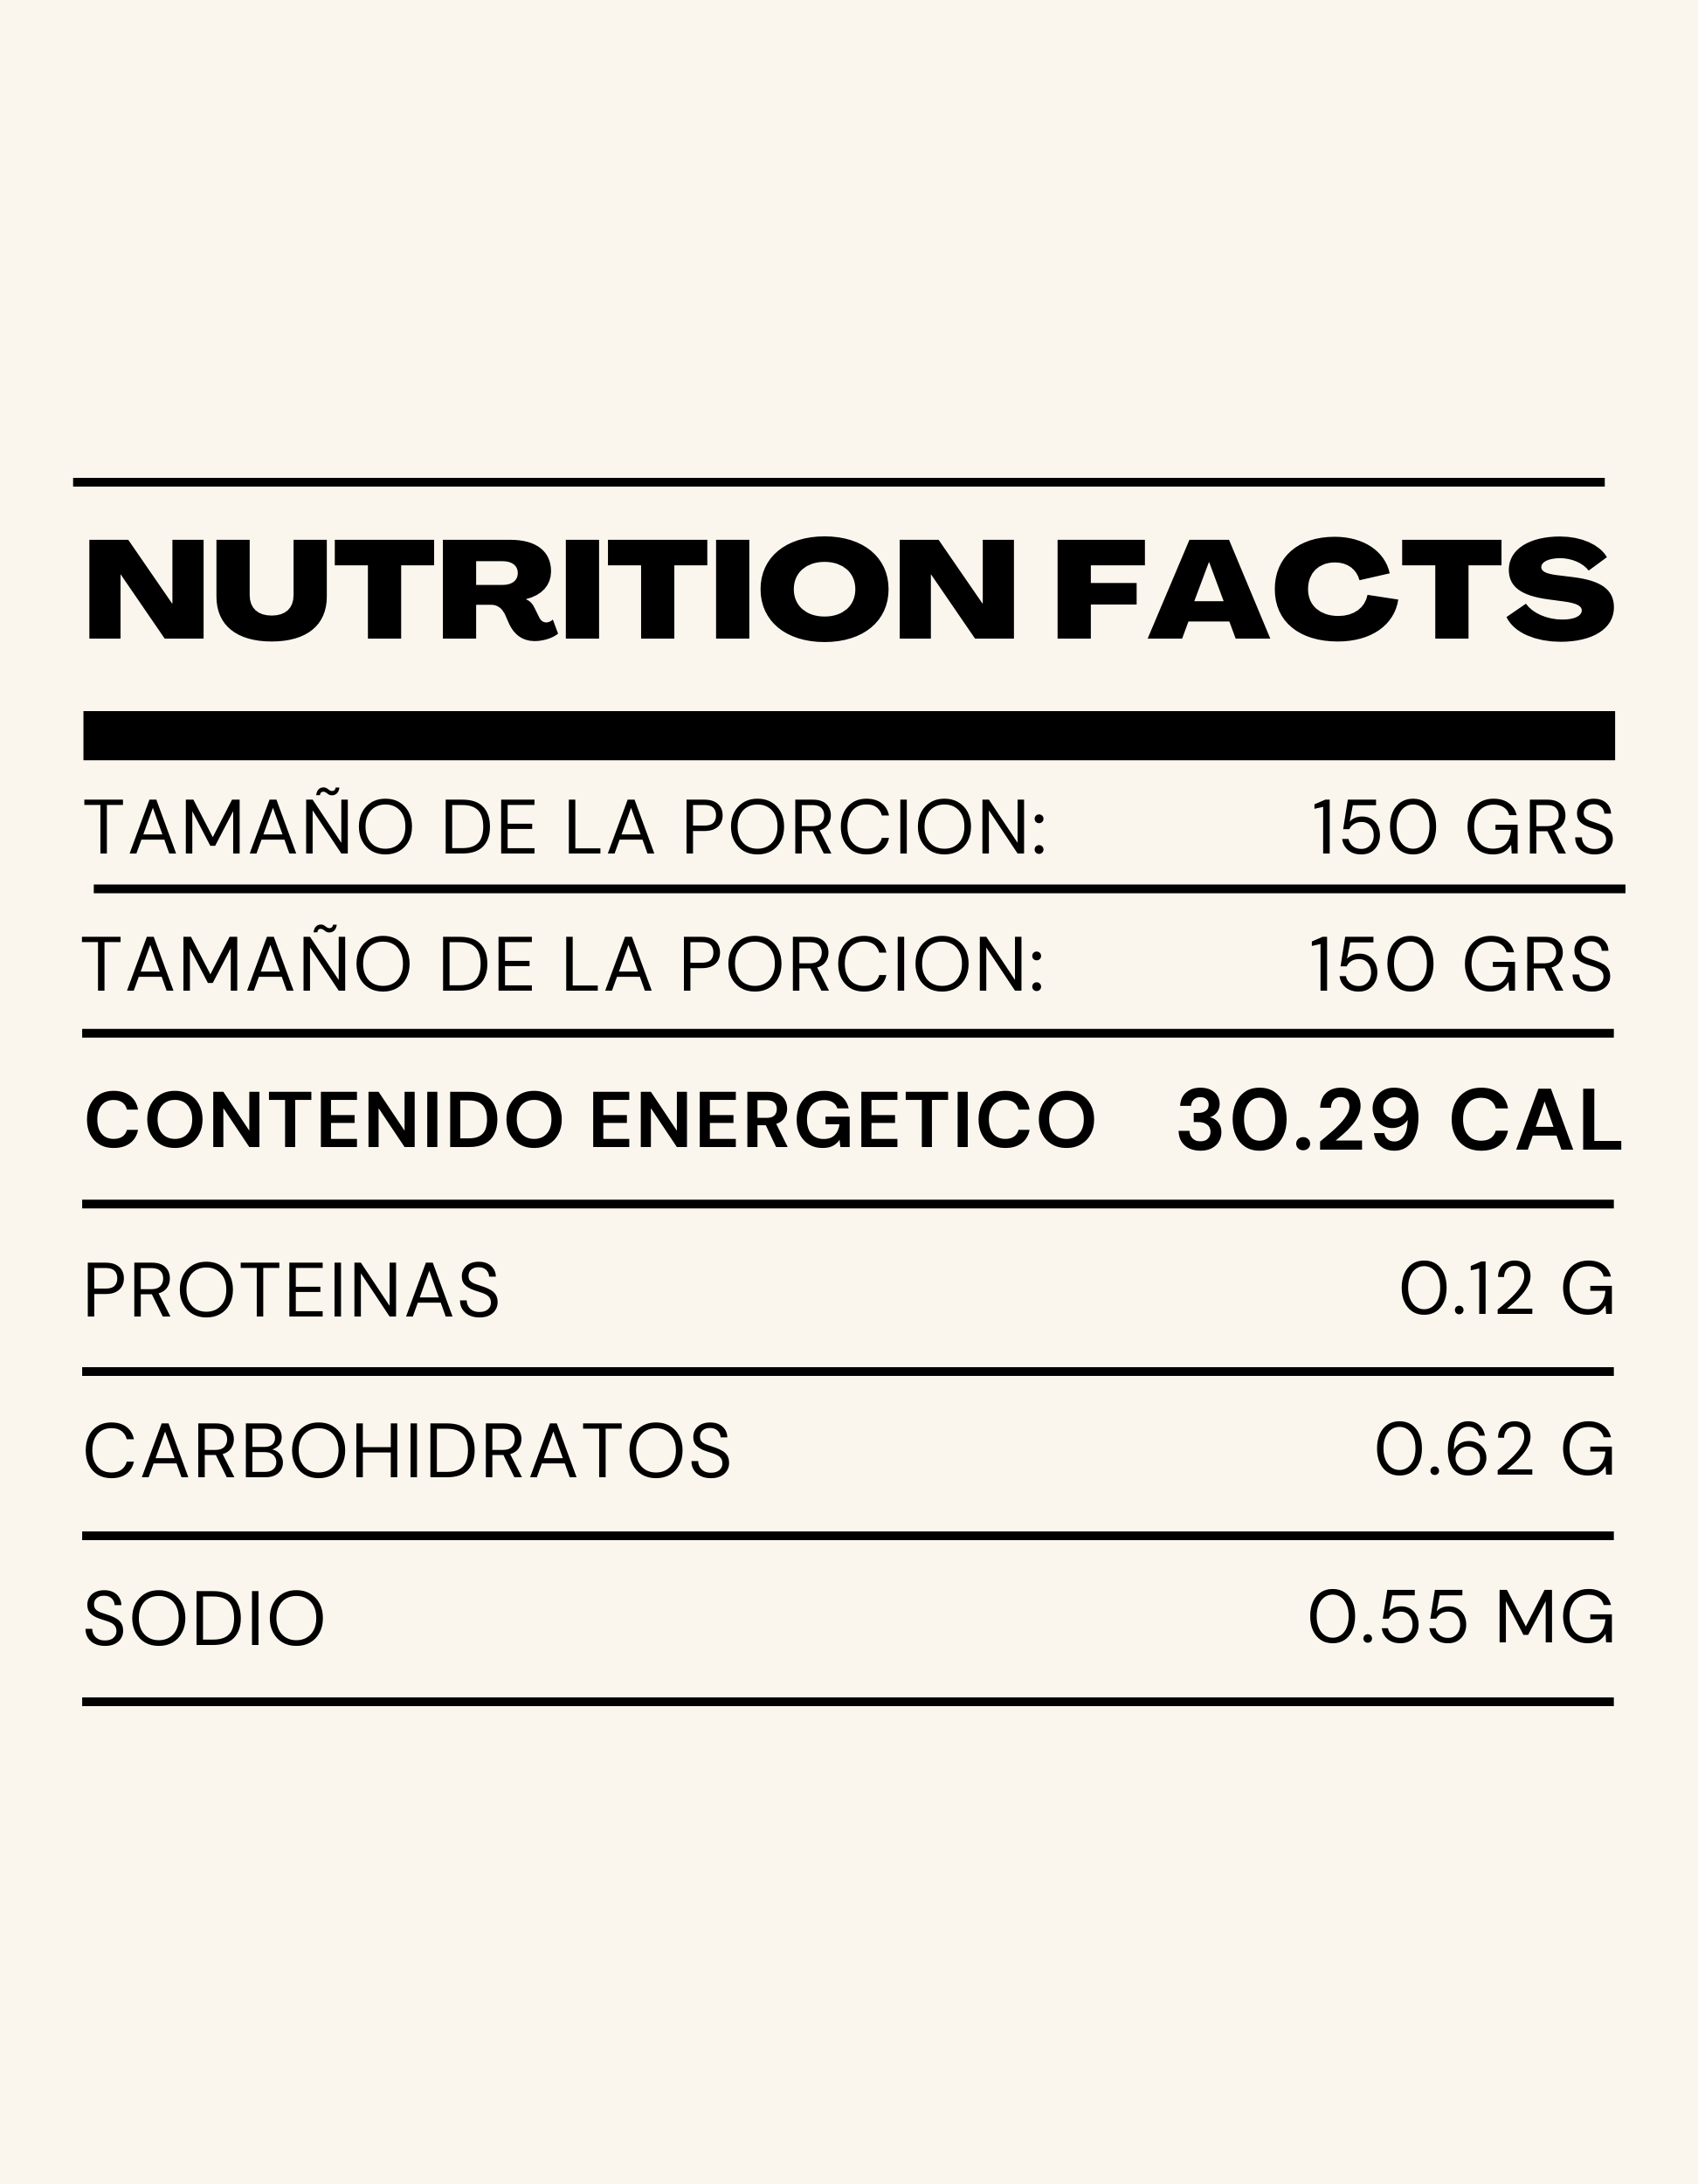 NUTRITION FACTS
TAMAÑO DE LA PORCION: 150 GRS
TAMAÑO DE LA PORCION: 150 GRS
CONTENIDO ENERGETICO 30.29 CAL
PROTEINAS 0.12 G
CARBOHIDRATOS 0.62 G
SODIO 0.55 MG